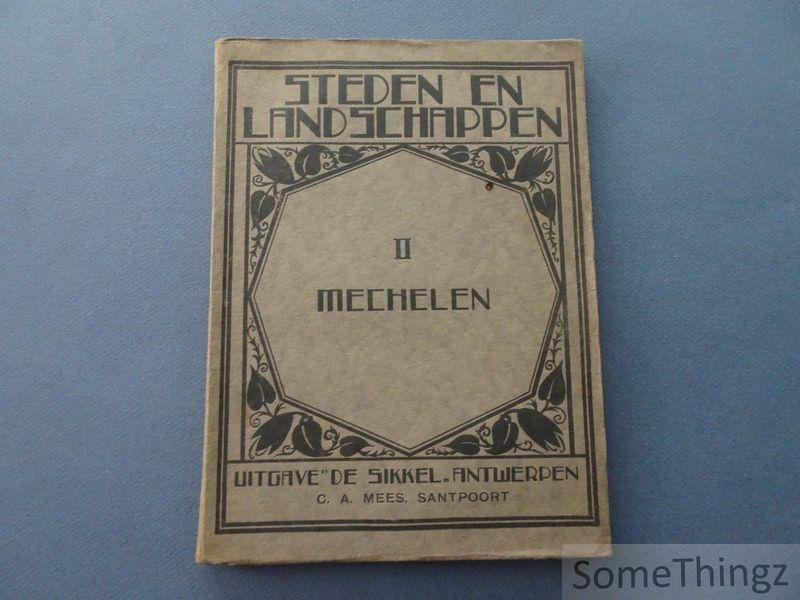 STEDEN EN
LANDSCHAPPEN
II
MECHELEN
UITGAVE "DE SIKKEL„ ANTWERPEN
C. A. MEES, SANTPOORT
SomeThingz